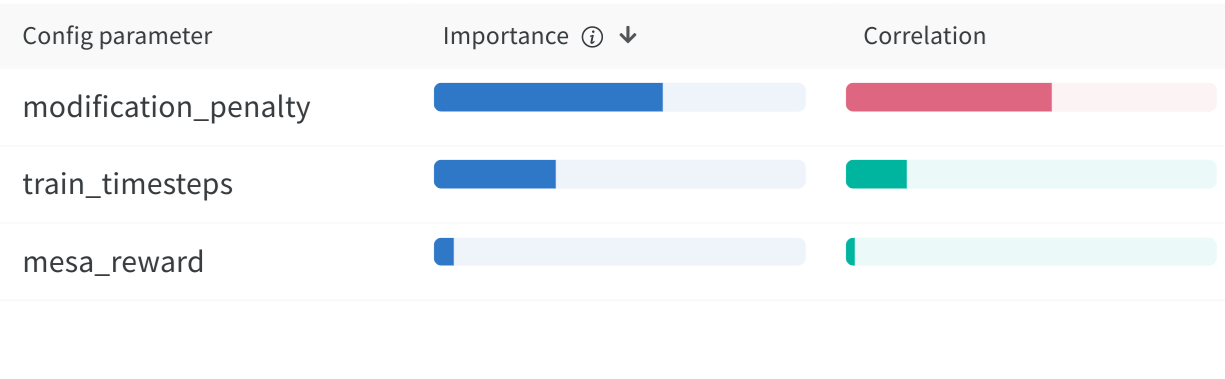 Config parameter Importance Correlation
modification_penalty
train_timesteps
mesa_reward